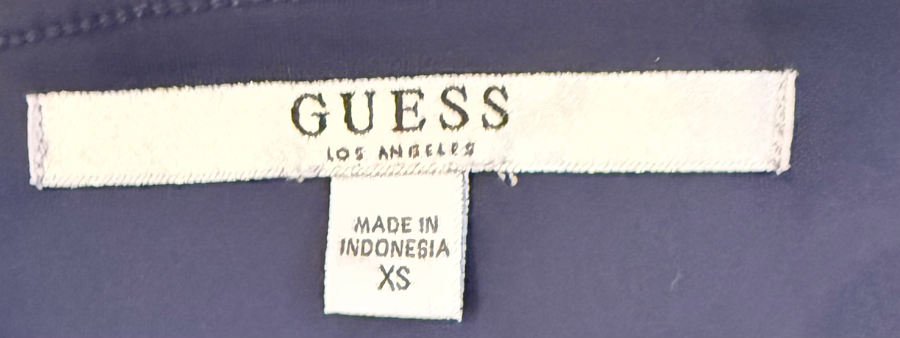 GUESS
LOS ANGELES
MADE IN
INDONESIA
XS